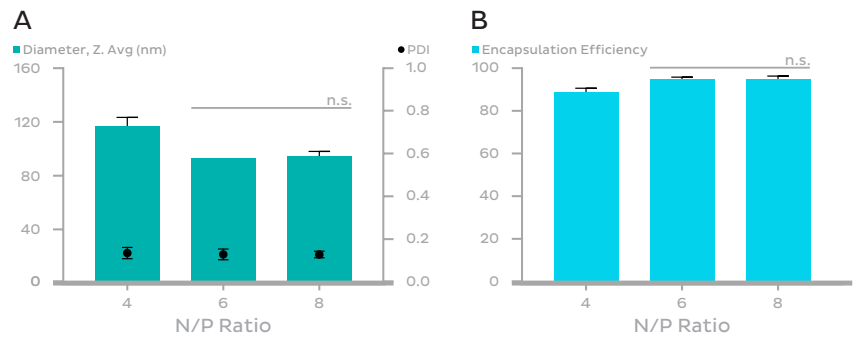 A
Diameter, Z. Avg (nm)
PDI
160
120
80
40
0
1.0
0.8
0.6
0.4
0.2
0.0
n.s.
4 6 8
N/P Ratio
B
Encapsulation Efficiency
n.s.
100
80
60
40
20
0
4 6 8
N/P Ratio